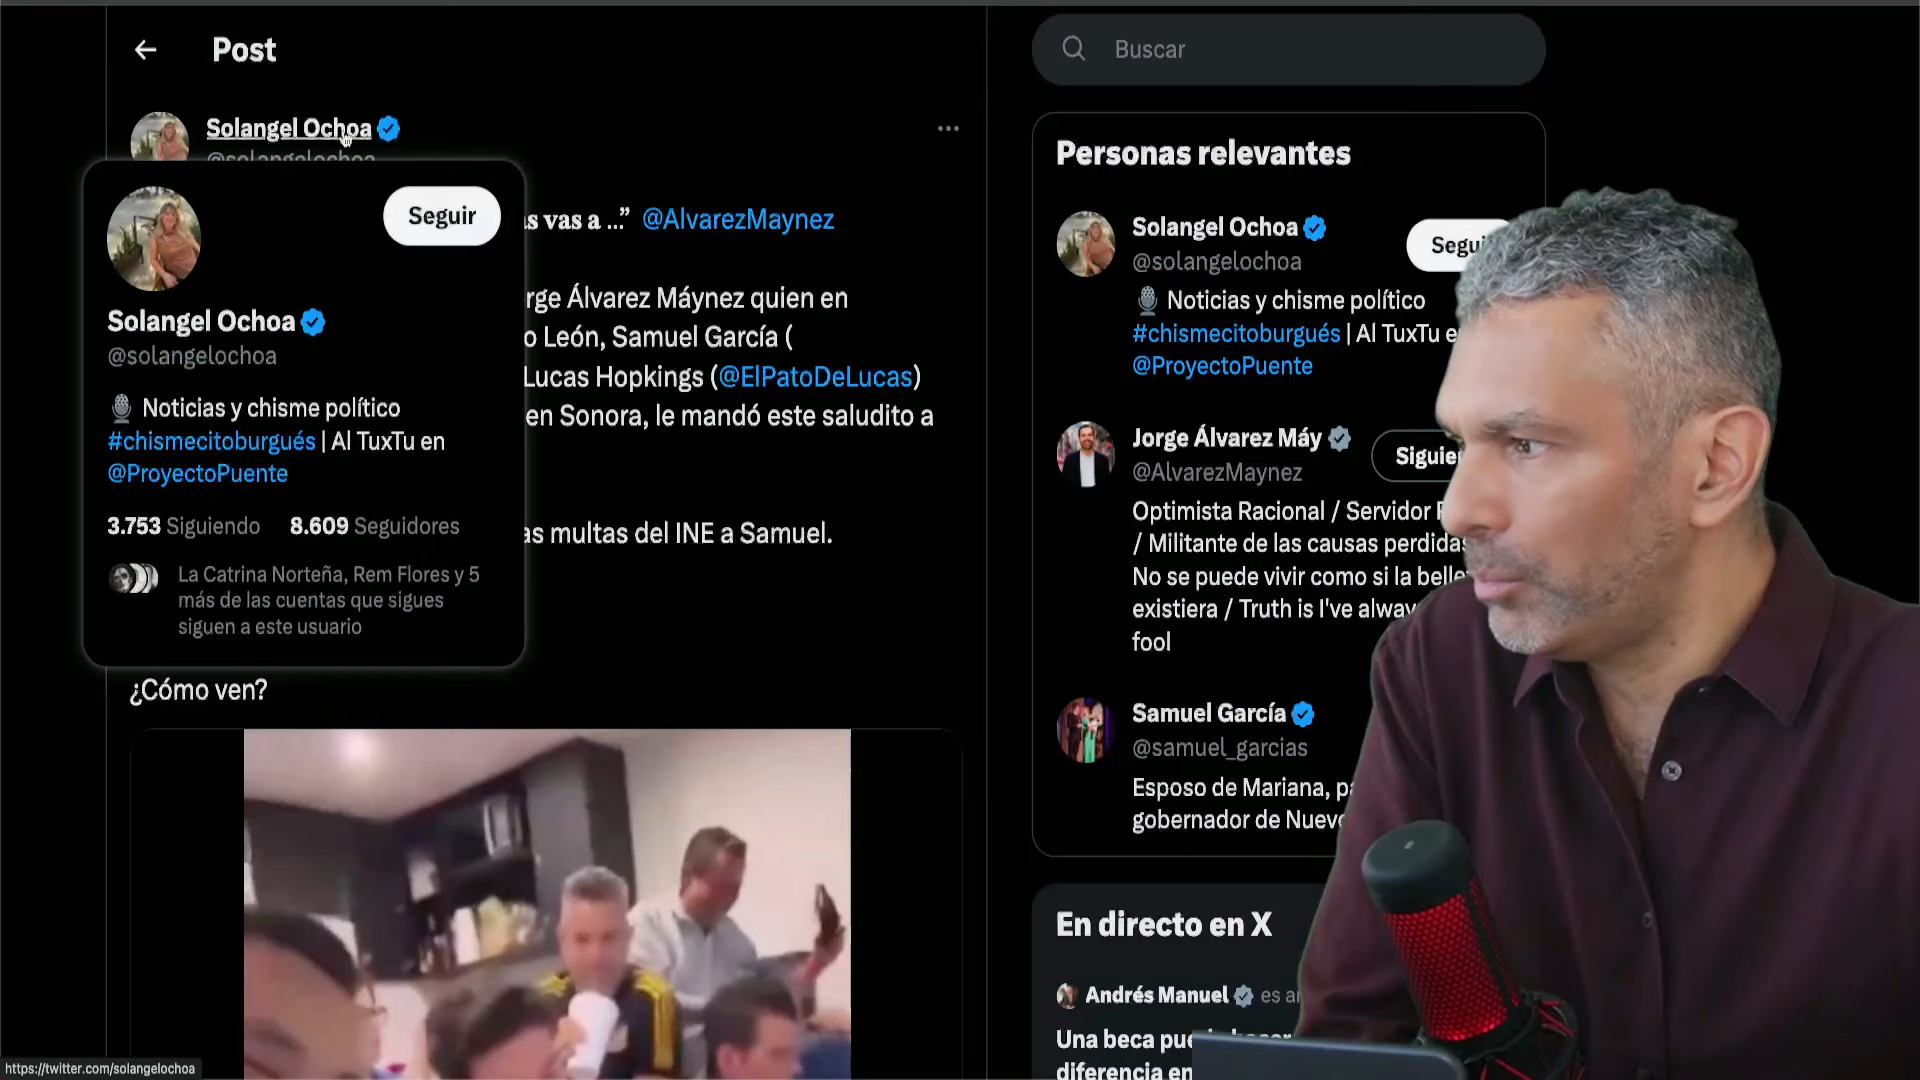 Post
Buscar
Solangel Ochoa
@solangelochoa
Seguir
Solangel Ochoa
@solangelochoa
Noticias y chisme político
#chismecitoburgués | Al TuxTu en
@ProyectoPuente
3.753 Siguiendo 8.609 Seguidores
La Catrina Norteña, Rem Flores y 5
más de las cuentas que sigues
siguen a este usuario
vas a ...” @AlvarezMaynez
Álvarez Máynez quien en
León, Samuel García (
Lucas Hopkings (@ElPatoDeLucas)
en Sonora, le mandó este saludito a
multas del INE a Samuel.
¿Cómo ven?
Personas relevantes
Solangel Ochoa
@solangelochoa
Noticias y chisme político
#chismecitoburgués | Al TuxTu
@ProyectoPuente
Jorge Álvarez Máy
@AlvarezMaynez
Optimista Racional / Servidor
/ Militante de las causas perdidas
No se puede vivir como si la
existiera / Truth is I've
fool
Samuel García
@samuel_garcias
Esposo de Mariana,
gobernador de
En directo en X
Andrés Manuel es
Una beca
diferencia en
https://twitter.com/solangelochoa